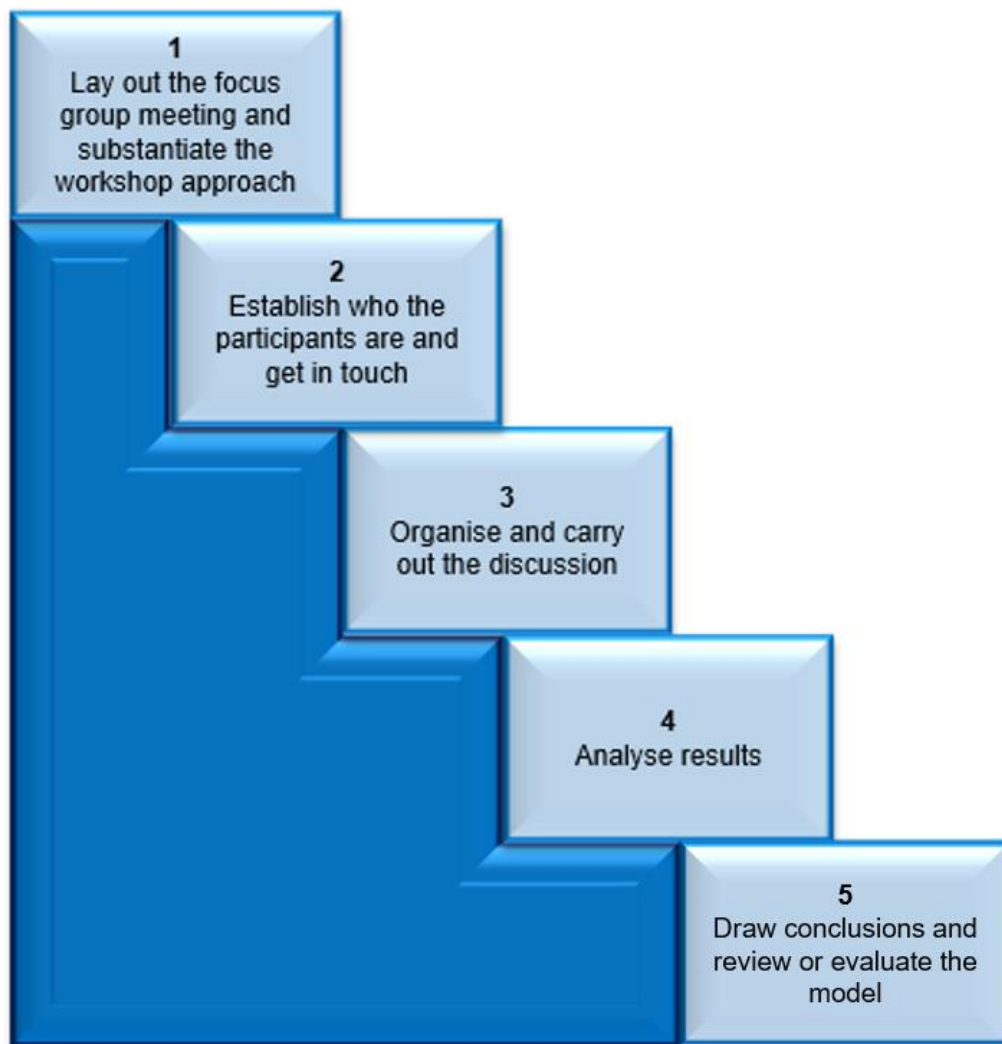 1
Lay out the focus
group meeting and
substantiate the
workshop approach
2
Establish who the
participants are and
get in touch
3
Organise and carry
out the discussion
4
Analyse results
5
Draw conclusions and
review or evaluate the
model